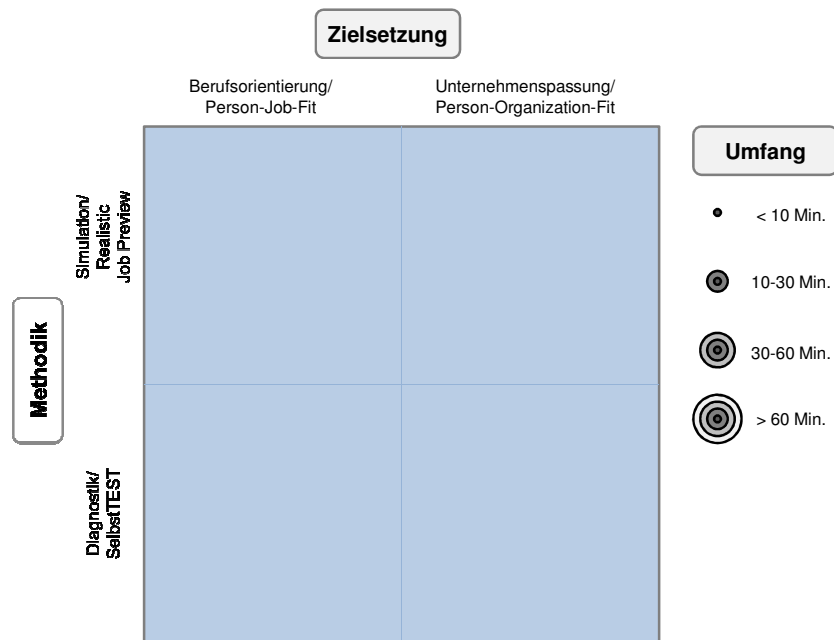 Zielsetzung
Berufsorientierung/
Person-Job-Fit
Unternehmenspassung/
Person-Organization-Fit
Umfang
< 10 Min.
10-30 Min.
30-60 Min.
> 60 Min.
Methodik
Simulation/
Realistic
Job Preview
Diagnostik/
SelbstTEST